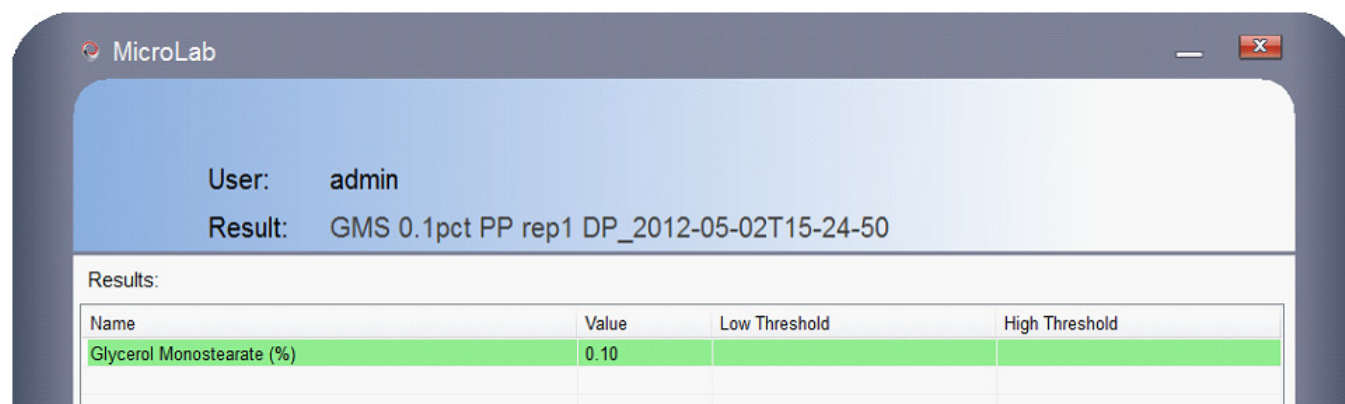 MicroLab
User: admin
Result: GMS 0.1pct PP rep1 DP_2012-05-02T15-24-50
Results:
Name Value Low Threshold High Threshold
Glycerol Monostearate (%) 0.10